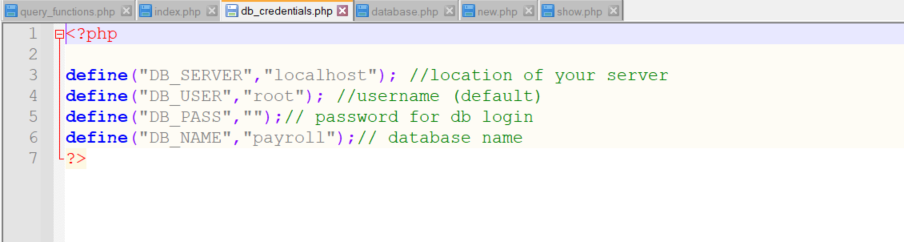 query_functions.php index.php db_credentials.php database.php new.php show.php
1 <?php
2
3 define("DB_SERVER","localhost"); //location of your server
4 define("DB_USER","root"); //username (default)
5 define("DB_PASS","");// password for db login
6 define("DB_NAME","payroll");// database name
7 ?>